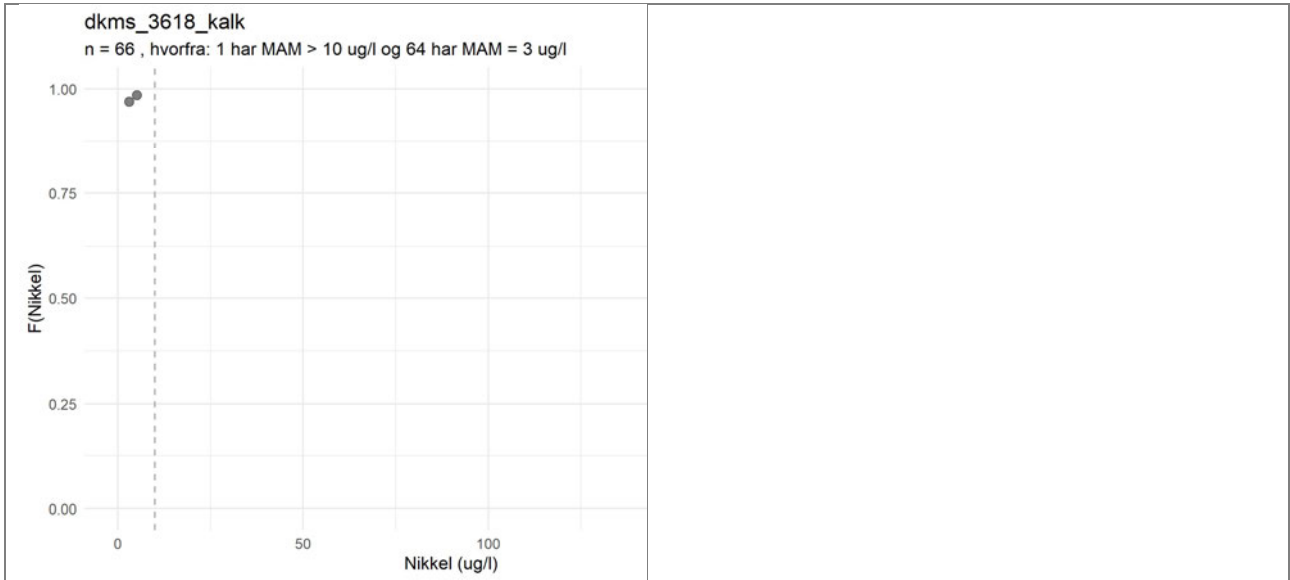 dkms_3618_kalk
n = 66 , hvorfra: 1 har MAM > 10 ug/l og 64 har MAM = 3 ug/l
1.00
0.75
F(Nikkel)
0.50
0.25
0.00
0 50 100
Nikkel (ug/l)